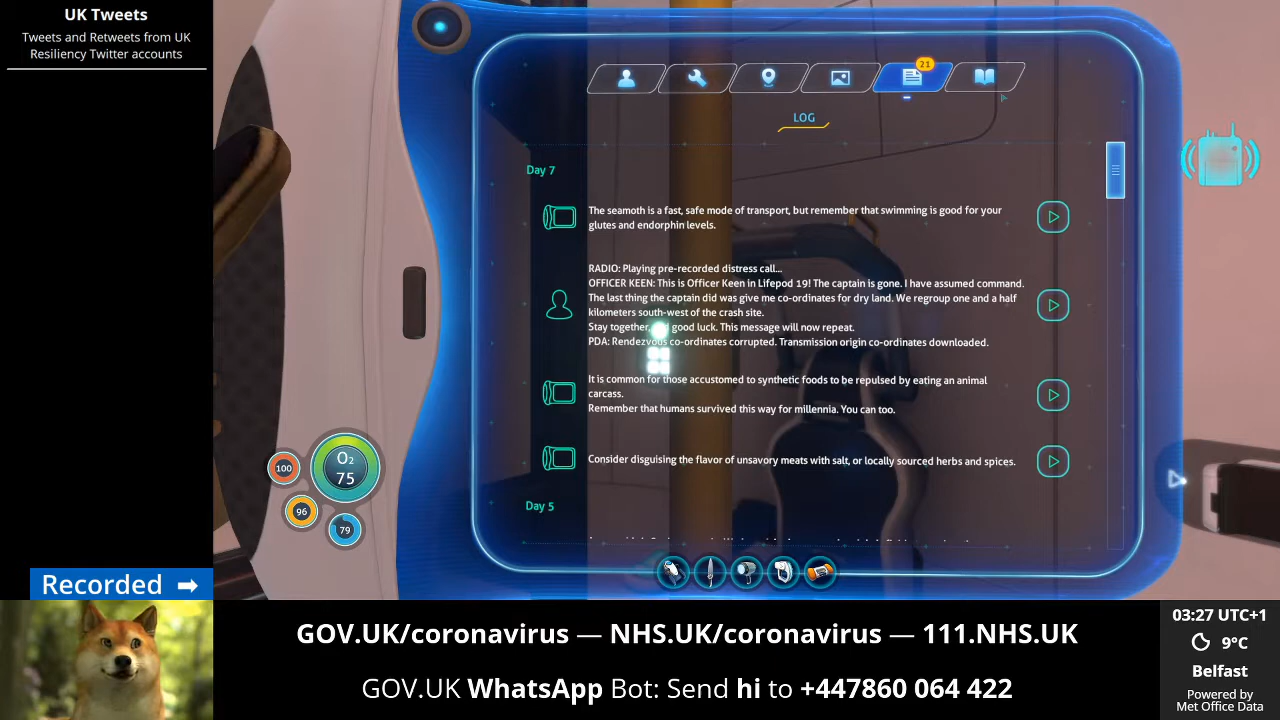 UK Tweets
Tweets and Retweets from UK
Resiliency Twitter accounts
21
LOG
Day 7
The seamoth is a fast, safe mode of transport, but remember that swimming is good for your
glutes and endorphin levels.
RADIO: Playing pre-recorded distress call...
OFFICER KEEN: This is Officer Keen in Lifepod 19! The captain is gone. I have assumed command.
The last thing the captain did was give me co-ordinates for dry land. We regroup one and a half
kilometers south-west of the crash site.
Stay together, good luck. This message will now repeat.
PDA: Rendezvous co-ordinates corrupted. Transmission origin co-ordinates downloaded.
It is common for those accustomed to synthetic foods to be repulsed by eating an animal
carcass.
Remember that humans survived this way for millennia. You can too.
Consider disguising the flavor of unsavory meats with salt, or locally sourced herbs and spices.
Day 5
100
O2
75
96
79
Recorded ➡
GOV.UK/coronavirus — NHS.UK/coronavirus — 111.NHS.UK
GOV.UK WhatsApp Bot: Send hi to +447860 064 422
03:27 UTC+1
9°C
Belfast
Powered by
Met Office Data